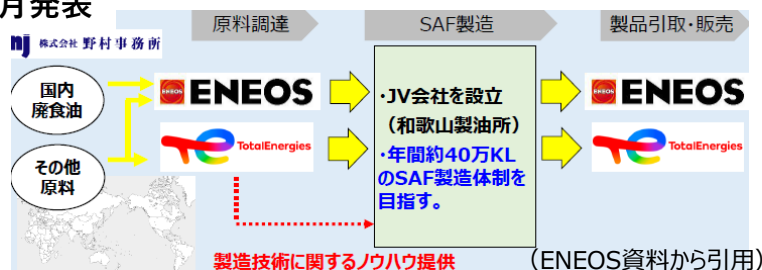 月発表
原料調達
SAF製造
製品引取・販売
nj 株式会社 野村事務所
国内
廃食油
その他
原料
ENEOS ENEOS
TotalEnergies
・JV会社を設立
（和歌山製油所）
・年間約40万KL
のSAF製造体制を
目指す。
ENEOS ENEOS
TotalEnergies
製造技術に関するノウハウ提供
（ENEOS資料から引用）